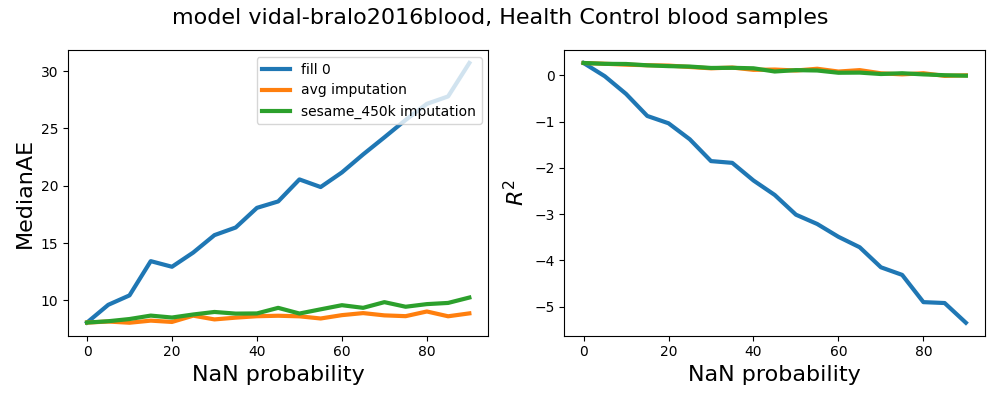 model vidal-bralo2016blood, Health Control blood samples
MedianAE
30
25
20
15
10
fill 0
avg imputation
sesame_450k imputation
0 20 40 60 80
NaN probability
R²
0
−1
−2
−3
−4
−5
0 20 40 60 80
NaN probability